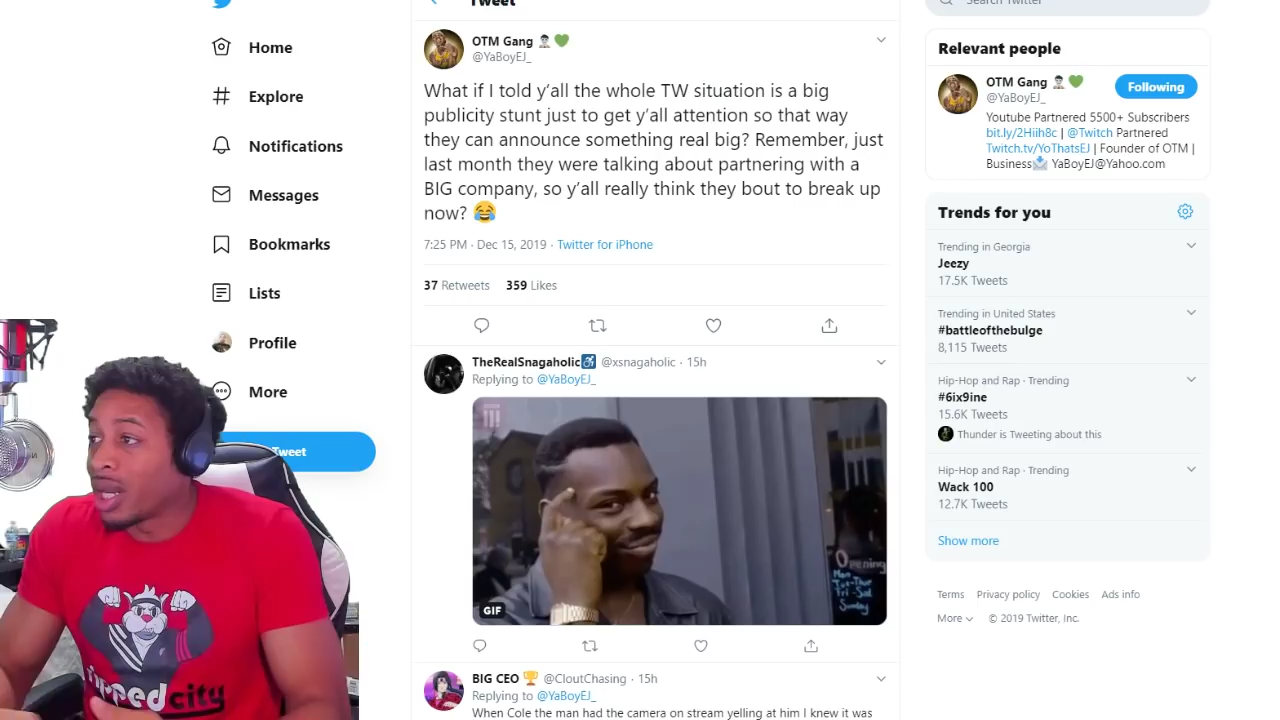 Tweet
Search Twitter
Home
Explore
Notifications
Messages
Bookmarks
Lists
Profile
More
Tweet
OTM Gang
@YaBoyEJ_
What if I told y'all the whole TW situation is a big
publicity stunt just to get y'all attention so that way
they can announce something real big? Remember, just
last month they were talking about partnering with a
BIG company, so y'all really think they bout to break up
now? 😂
7:25 PM · Dec 15, 2019 · Twitter for iPhone
37 Retweets 359 Likes
TheRealSnagaholic♿ @xsnagaholic · 15h
Replying to @YaBoyEJ_
Opening
Mon
Tue-Thur
Fri-Sat
Sunday
GIF
BIG CEO 🏆 @CloutChasing · 15h
Replying to @YaBoyEJ_
When Cole the man had the camera on stream yelling at him I knew it was
Relevant people
OTM Gang
@YaBoyEJ_
Following
Youtube Partnered 5500+ Subscribers
bit.ly/2Hiih8c | @Twitch Partnered
Twitch.tv/YoThatsEJ | Founder of OTM |
Business📩 YaBoyEJ@Yahoo.com
Trends for you
Trending in Georgia
Jeezy
17.5K Tweets
Trending in United States
#battleofthebulge
8,115 Tweets
Hip-Hop and Rap · Trending
#6ix9ine
15.6K Tweets
Thunder is Tweeting about this
Hip-Hop and Rap · Trending
Wack 100
12.7K Tweets
Show more
Terms Privacy policy Cookies Ads info
More © 2019 Twitter, Inc.
city